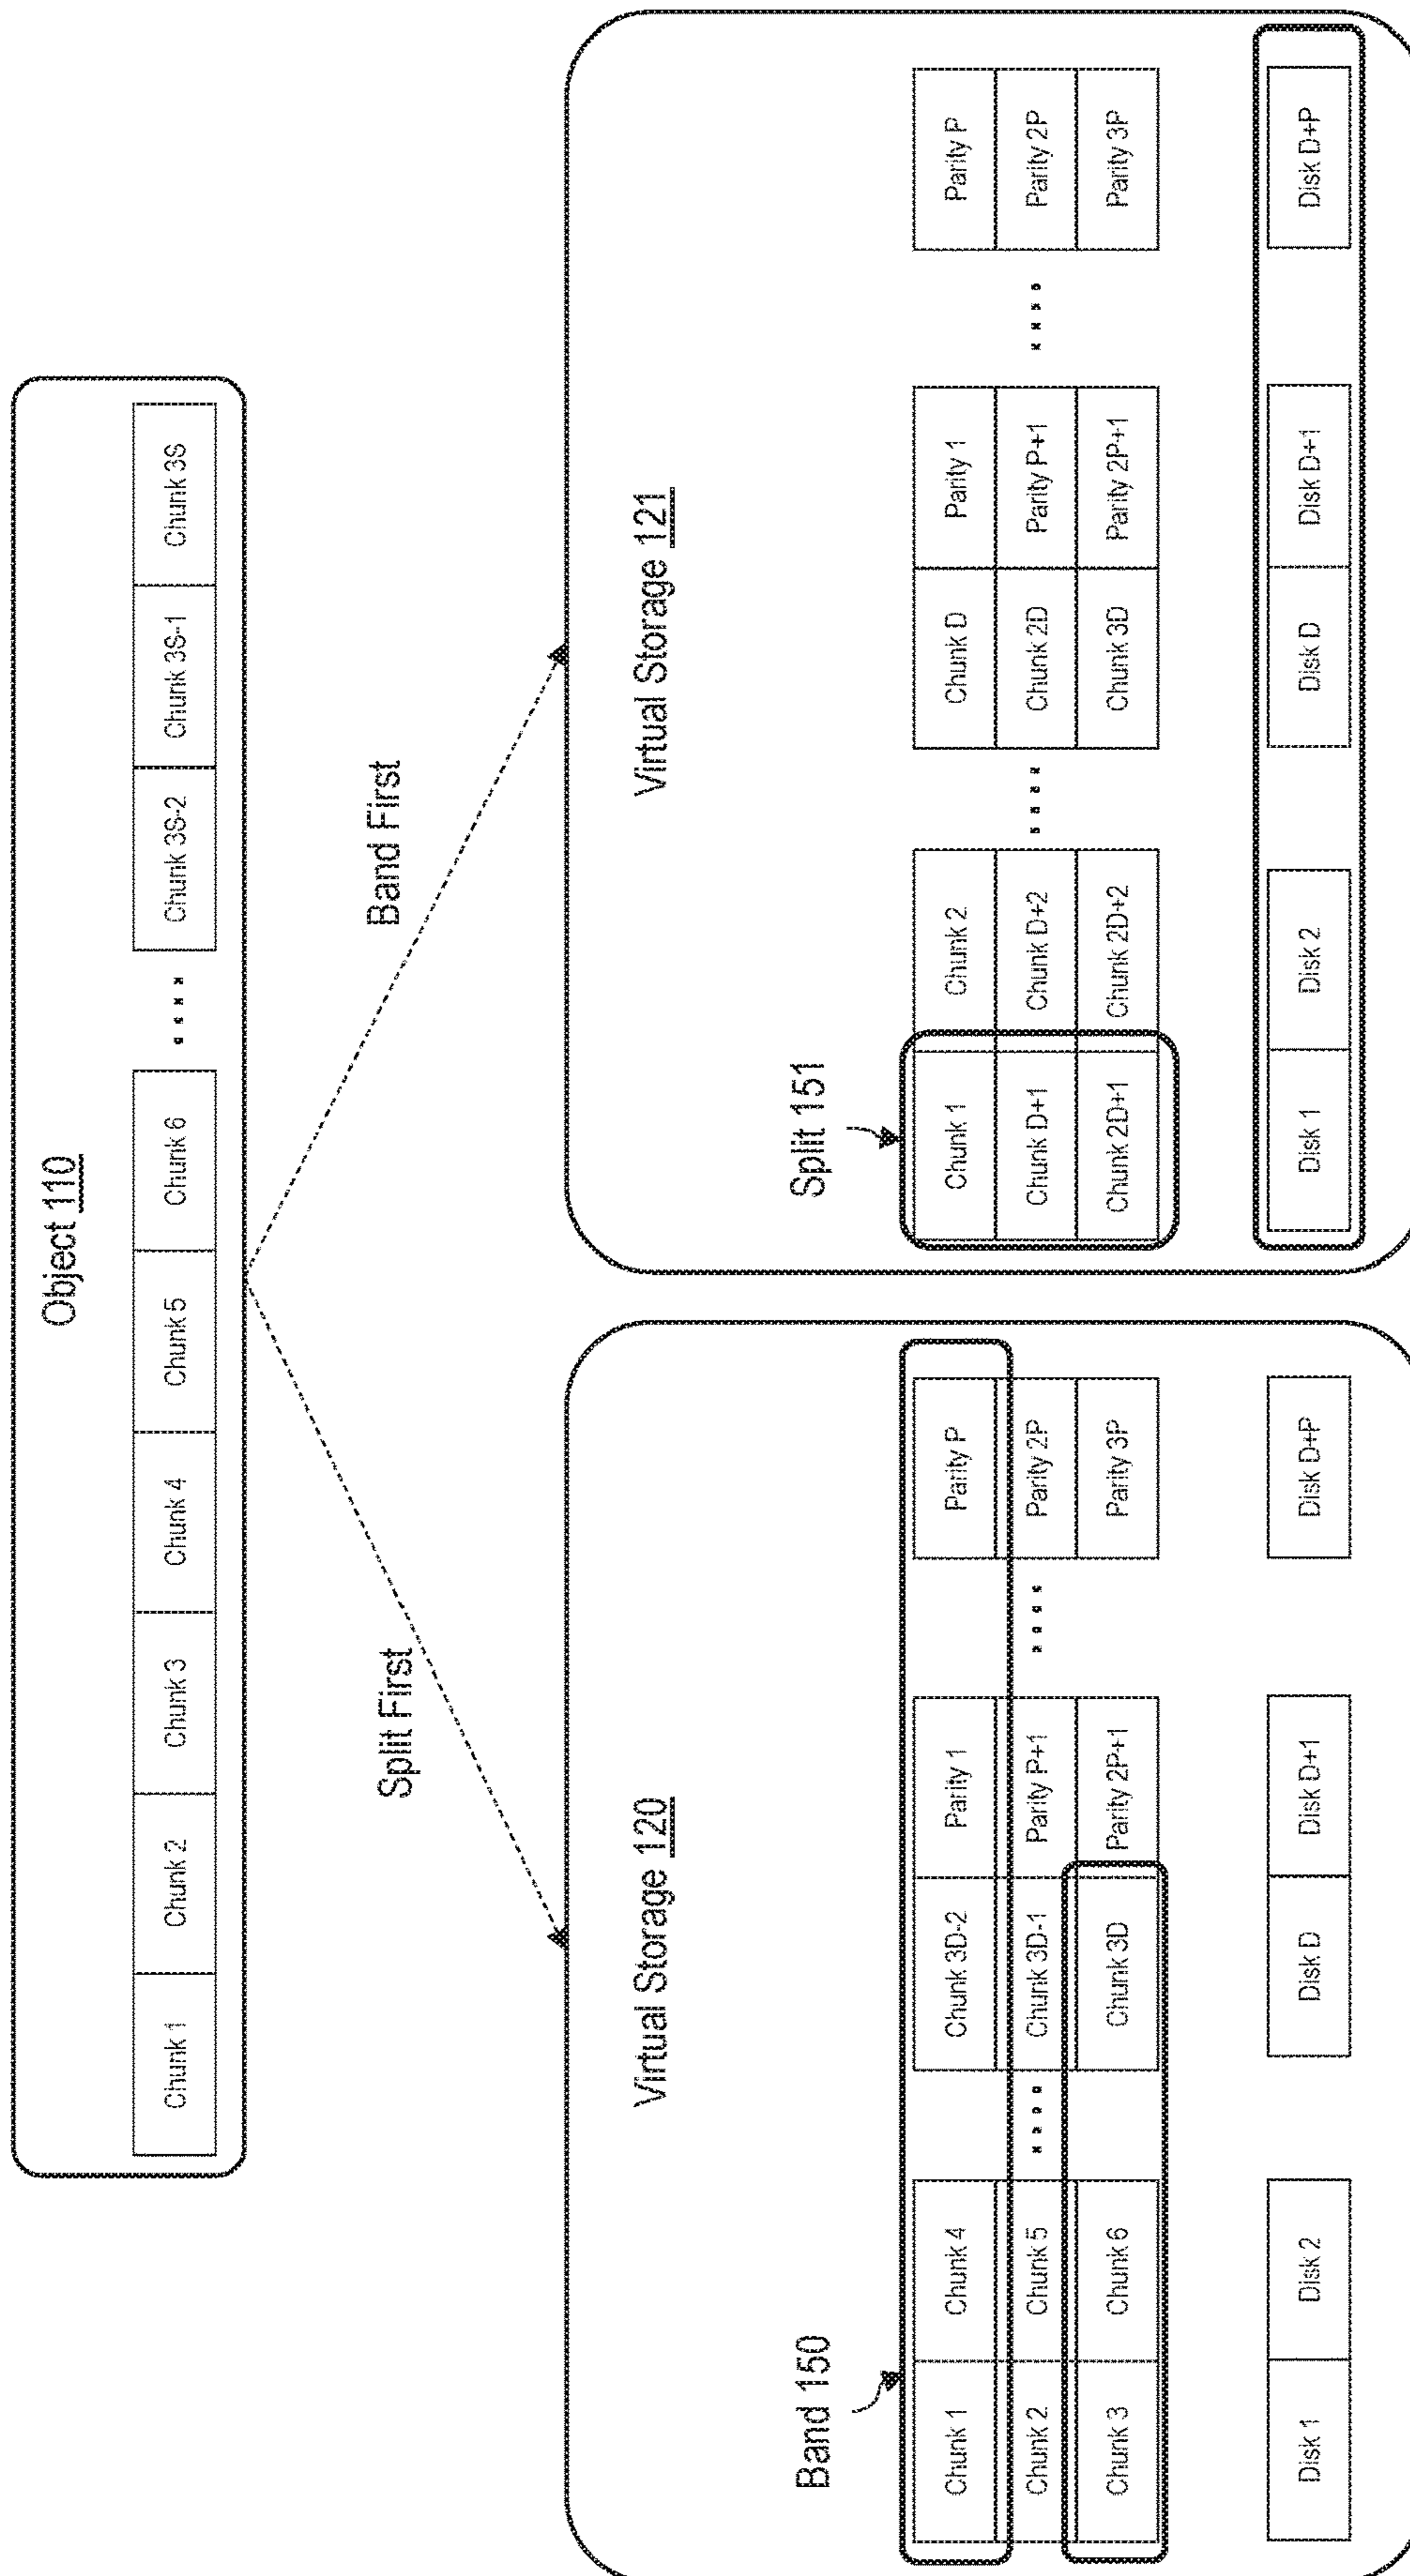 Object 110
Chunk 1 Chunk 2 Chunk 3 Chunk 4 Chunk 5 Chunk 6 .... Chunk 3S-2 Chunk 3S-1 Chunk 3S
Split First
Band First
Virtual Storage 120
Band 150
Chunk 1 Chunk 4 Chunk 3D-2 Parity 1 Parity P
Chunk 2 Chunk 5 .... Chunk 3D-1 Parity P+1 .... Parity 2P
Chunk 3 Chunk 6 Chunk 3D Parity 2P+1 Parity 3P
Disk 1 Disk 2 Disk D Disk D+1 Disk D+P
Virtual Storage 121
Split 151
Chunk 1 Chunk 2 Chunk D Parity 1 Parity P
Chunk D+1 Chunk D+2 .... Chunk 2D Parity P+1 .... Parity 2P
Chunk 2D+1 Chunk 2D+2 Chunk 3D Parity 2P+1 Parity 3P
Disk 1 Disk 2 Disk D Disk D+1 Disk D+P